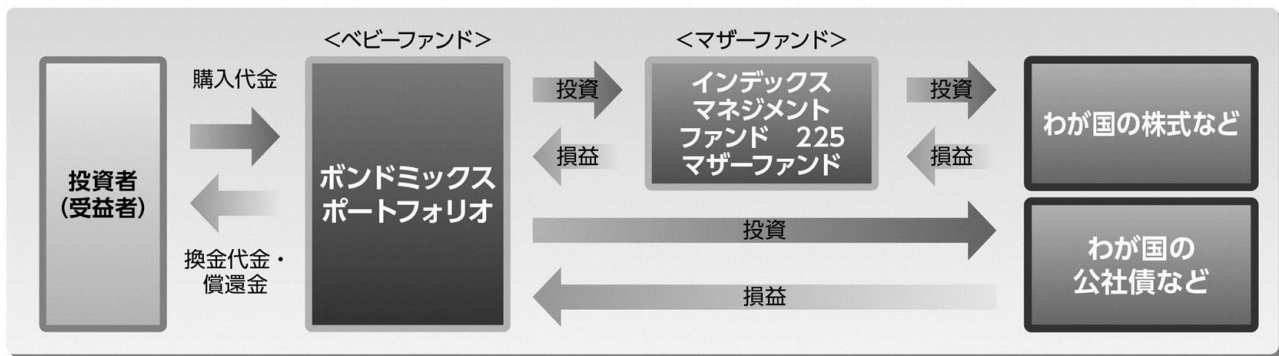 <ベビーファンド>
<マザーファンド>
投資者
(受益者)
購入代金
換金代金・
償還金
ボンドミックス
ポートフォリオ
投資
損益
インデックス
マネジメント
ファンド 225
マザーファンド
投資
損益
わが国の株式など
投資
損益
わが国の
公社債など